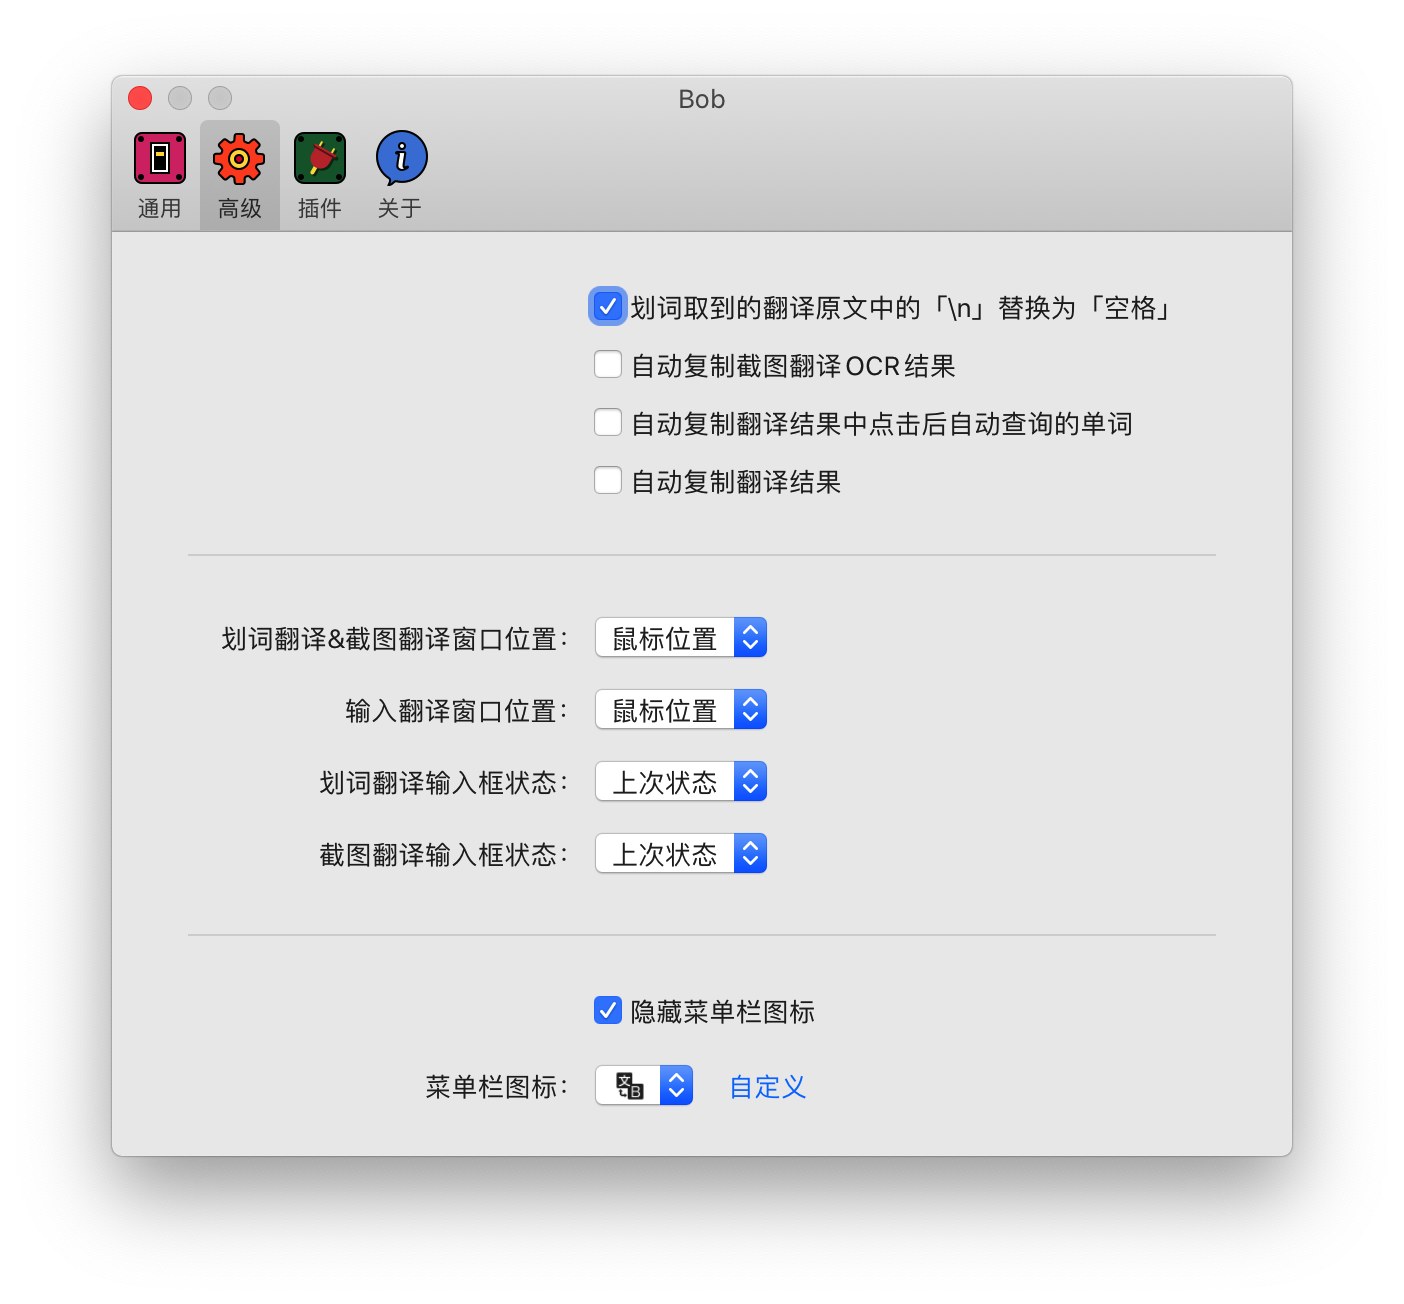 Bob
通用 高级 插件 关于
划词取到的翻译原文中的「\n」替换为「空格」
自动复制截图翻译OCR结果
自动复制翻译结果中点击后自动查询的单词
自动复制翻译结果
划词翻译&截图翻译窗口位置: 鼠标位置
输入翻译窗口位置: 鼠标位置
划词翻译输入框状态: 上次状态
截图翻译输入框状态: 上次状态
隐藏菜单栏图标
菜单栏图标: 文B 自定义